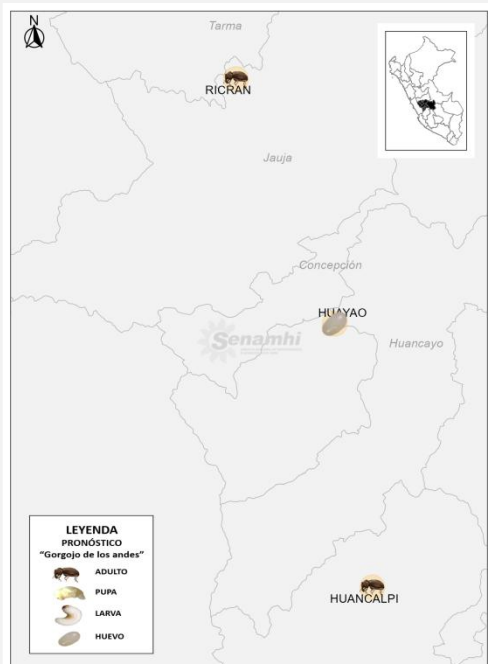 N
Tarma
RICRAN
Jauja
Concepción
HUAYAO
Senamhi
Huancayo
HUANCALPI
LEYENDA
PRONÓSTICO
“Gorgojo de los andes”
ADULTO
PUPA
LARVA
HUEVO